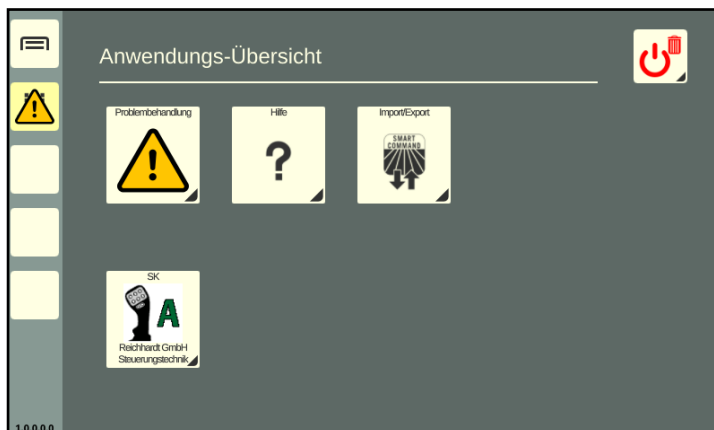 Anwendungs-Übersicht
Problembehandlung
Hilfe
Import/Export
?
SMART
COMMAND
SK
A
Reichhardt GmbH
Steuerungstechnik